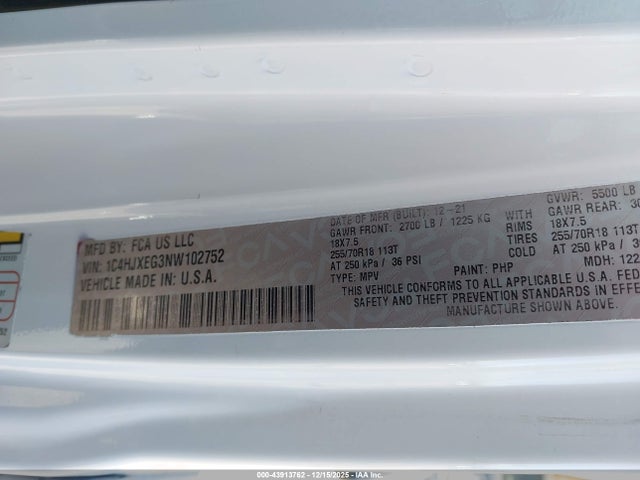 MFD BY: FCA US LLC
VIN: 1C4HJXEG3NW102752
VEHICLE MADE IN: U.S.A.
DATE OF MFR (BUILT): 12-21
GAWR FRONT: 2700 LB / 1225 KG WITH
18X7.5 RIMS
255/70R18 113T TIRES
AT 250 kPa / 36 PSI AT
TYPE: MPV PAINT: PHP
GVWR: 5500 LB
GAWR REAR: 30
18X7.5
255/70R18 113T
250 kPa /
MDH: 122
THIS VEHICLE CONFORMS TO ALL APPLICABLE U.S.A. FE
SAFETY AND THEFT PREVENTION STANDARDS IN EFFE
MANUFACTURE SHOWN ABOVE.
000-43913762 - 12/15/2025 - IAA Inc.